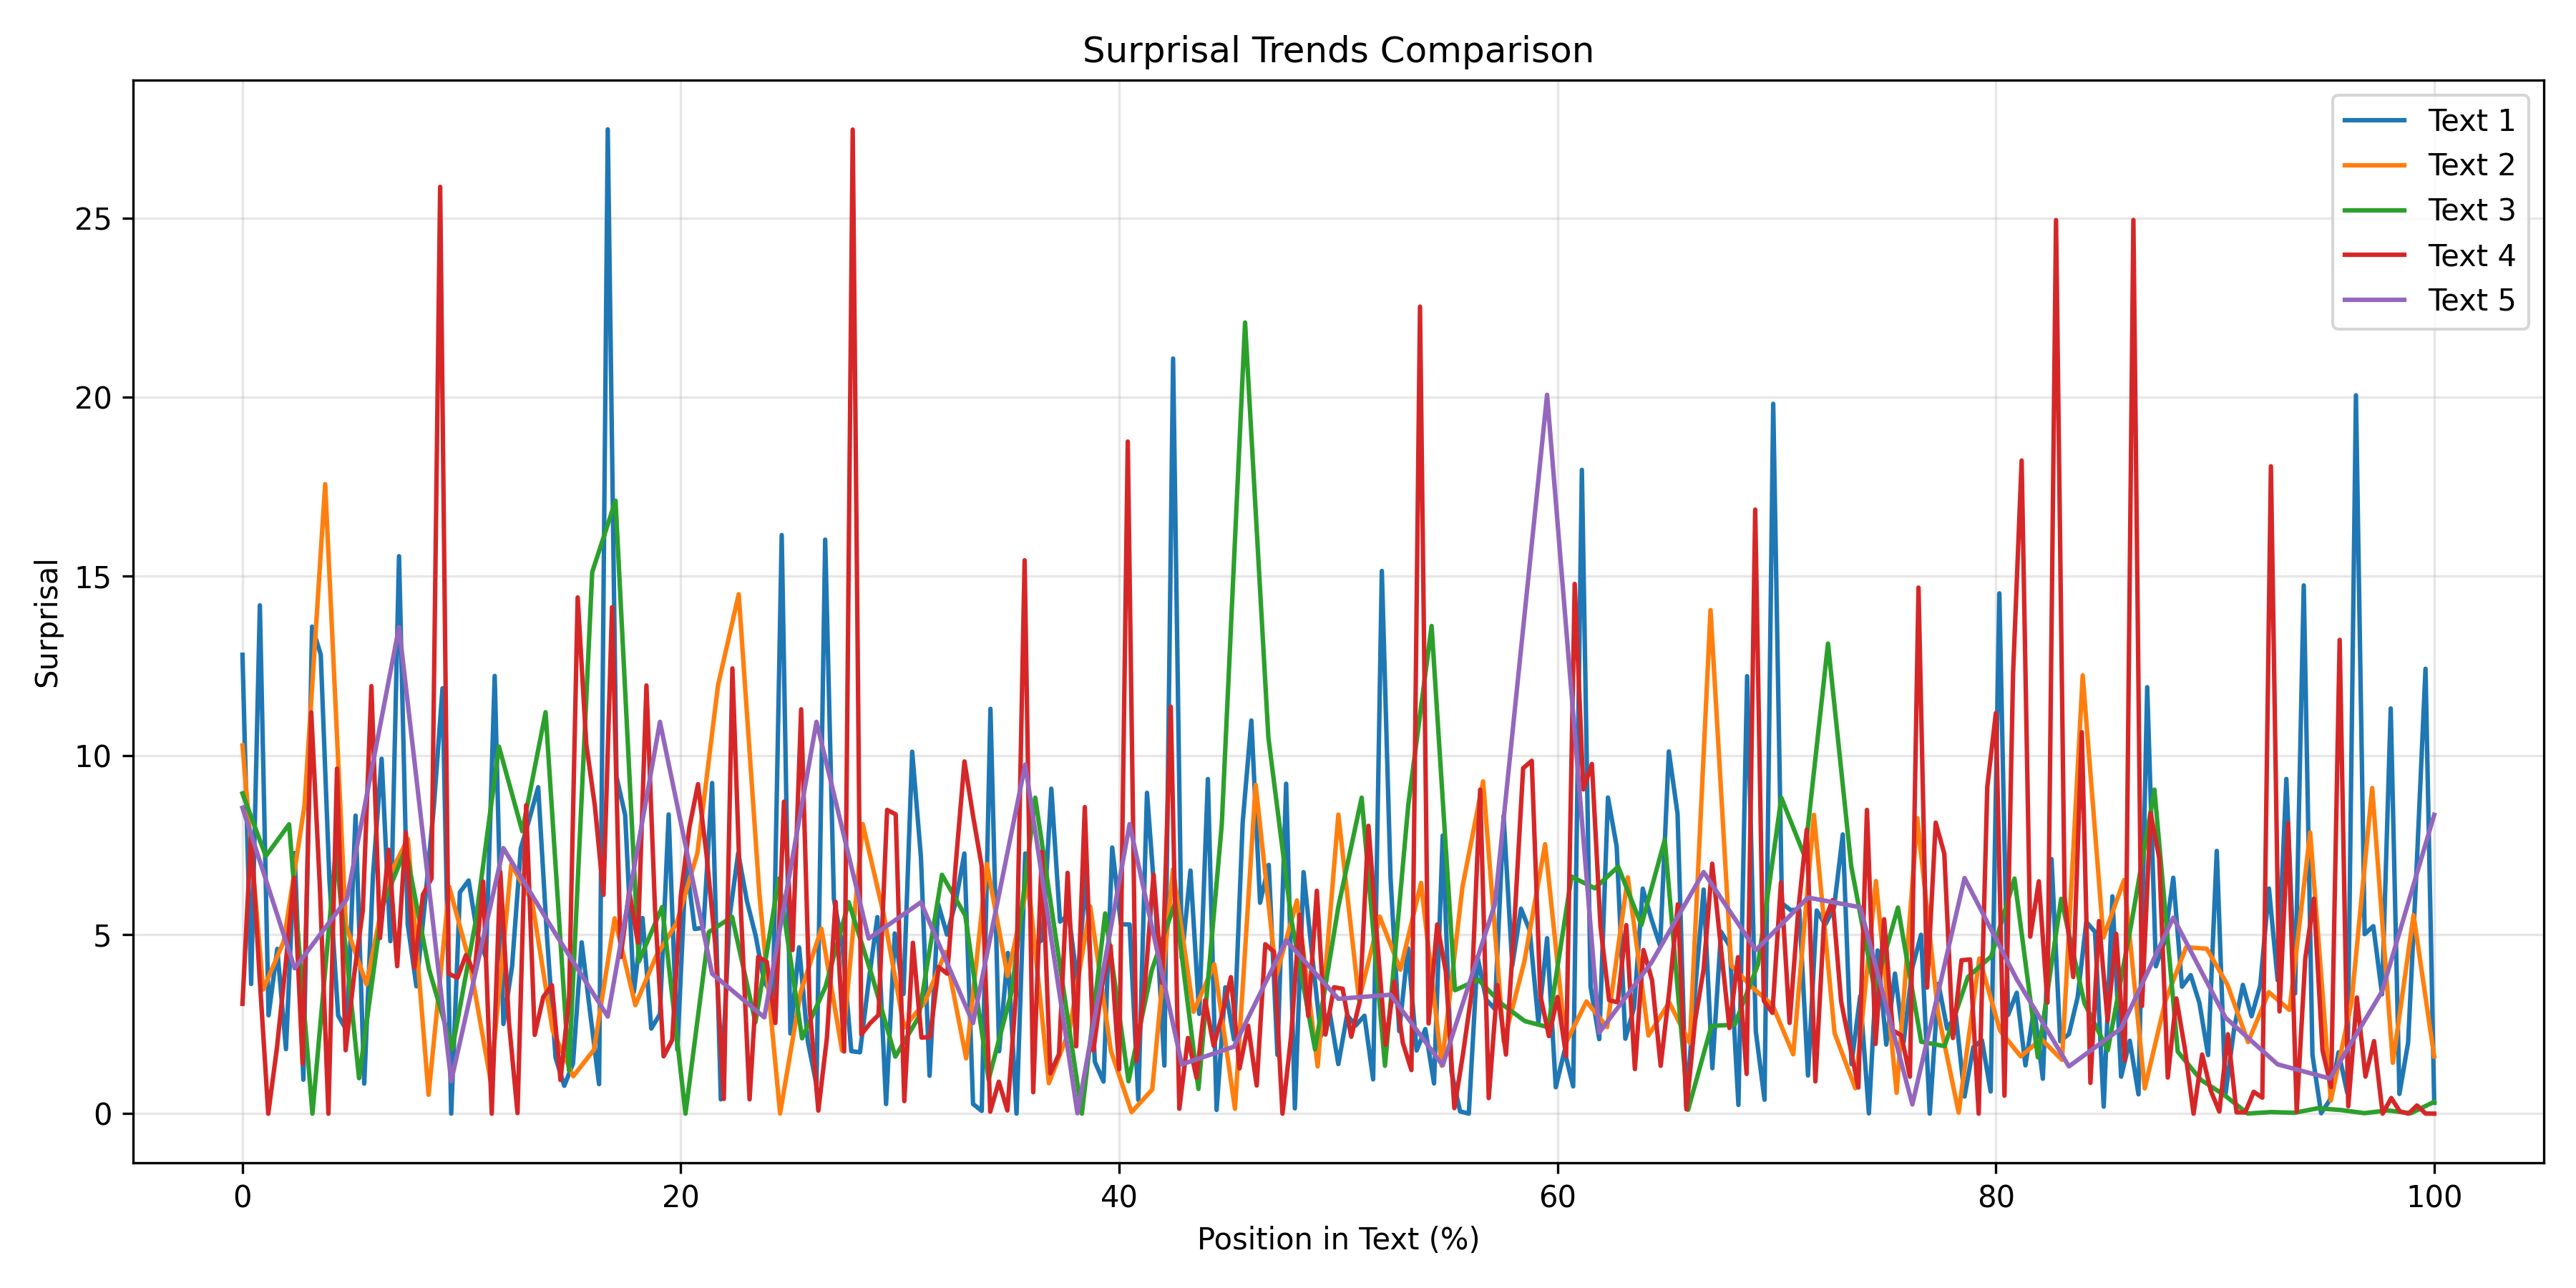 Surprisal Trends Comparison
Text 1
Text 2
Text 3
Text 4
Text 5
Surprisal
25
20
15
10
5
0
0 20 40 60 80 100
Position in Text (%)